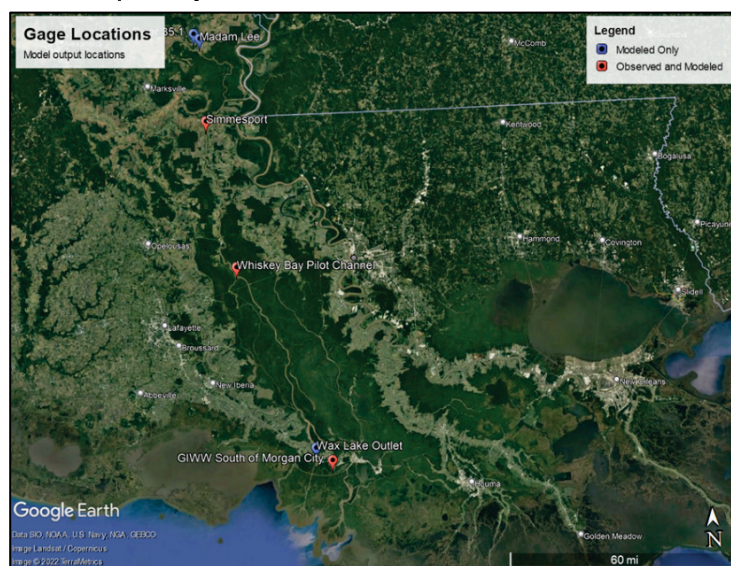 Gage Locations
Model output locations
Legend
Modeled Only
Observed and Modeled
Madam Lee
McComb
Marksville
Simmesport
Kentwood
Bogalusa
Picayune
Opelousas
Whiskey Bay Pilot Channel
Hammond
Covington
Slidell
Lafayette
Broussard
New Iberia
Abbeville
New Orleans
Wax Lake Outlet
GIWW South of Morgan City
Houma
Golden Meadow
Google Earth
Data SIO, NOAA, U.S. Navy, NGA, GEBCO
Image Landsat / Copernicus
Image © 2022 TerraMetrics
60 mi
N